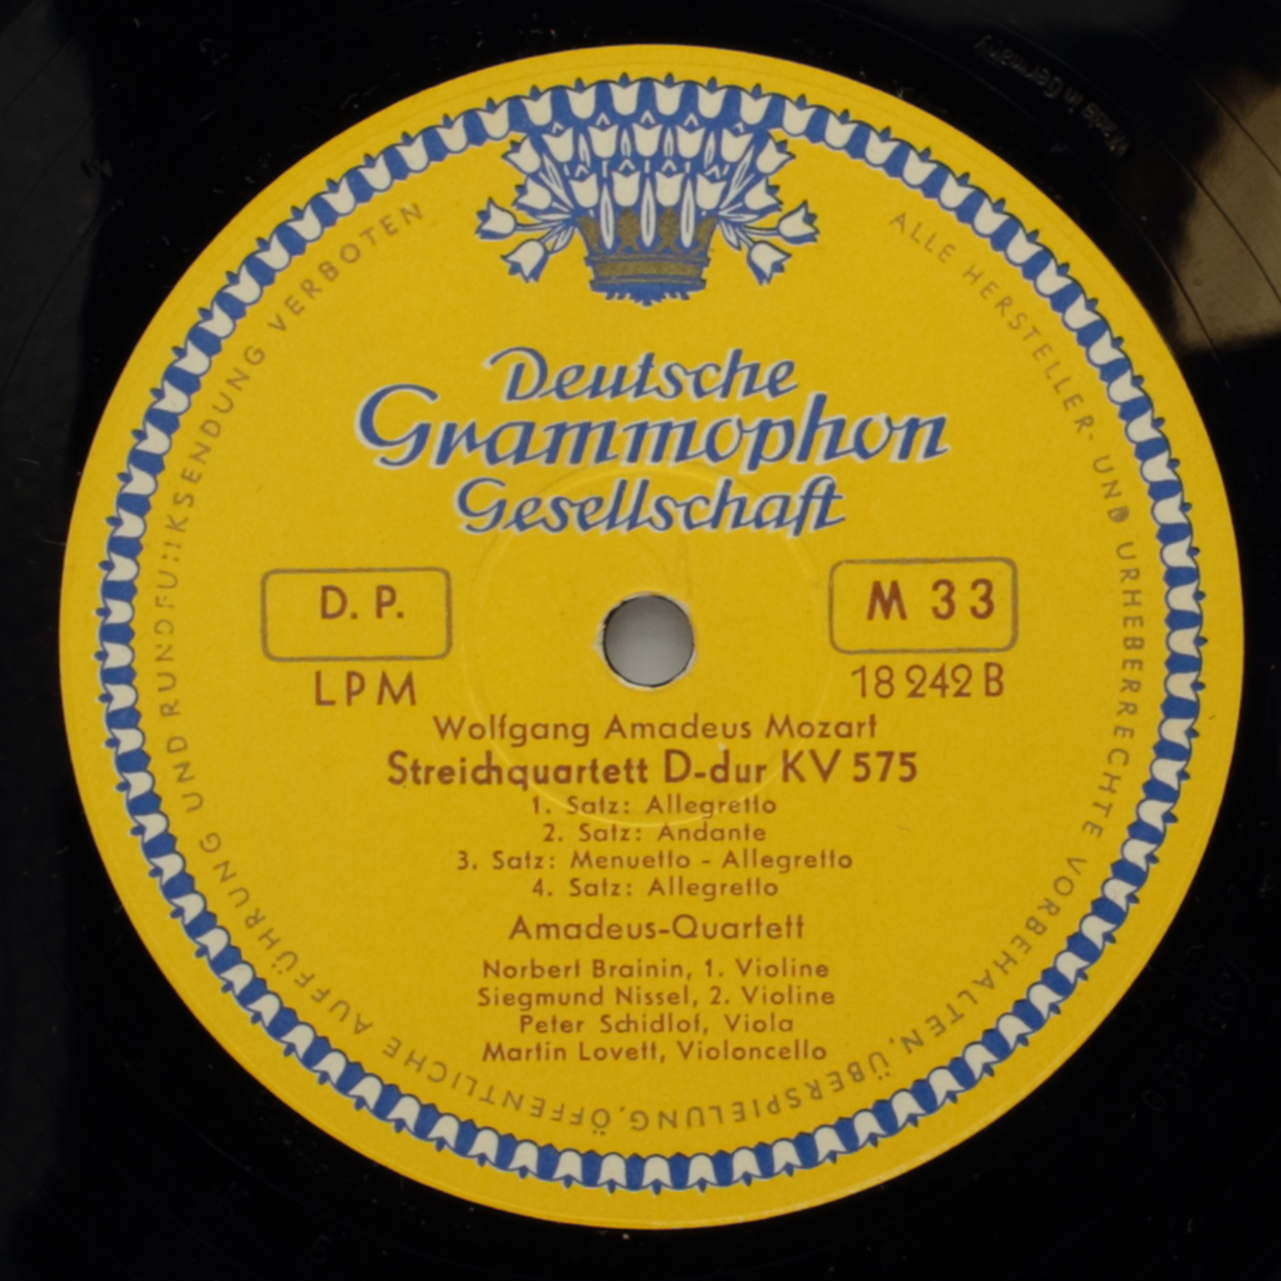 Deutsche
Grammophon
Gesellschaft
D. P.
M 33
LPM
18 242 B
Wolfgang Amadeus Mozart
Streichquartett D-dur KV 575
1. Satz: Allegretto
2. Satz: Andante
3. Satz: Menuetto - Allegretto
4. Satz: Allegretto
Amadeus-Quartett
Norbert Brainin, 1. Violine
Siegmund Nissel, 2. Violine
Peter Schidlof, Viola
Martin Lovett, Violoncello
ALLE HERSTELLER- UND URHEBERRECHTE VORBEHALTEN, ÜBERSPIELUNG, ÖFFENTLICHE AUFFÜHRUNG UND RUNDFUNKSENDUNG VERBOTEN
Made in Germany